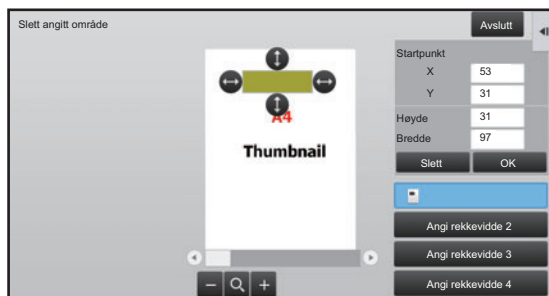 Slett angitt område
Avslutt
A4
Thumbnail
Startpunkt
X 53
Y 31
Høyde 31
Bredde 97
Slett OK
Angi rekkevidde 2
Angi rekkevidde 3
Angi rekkevidde 4